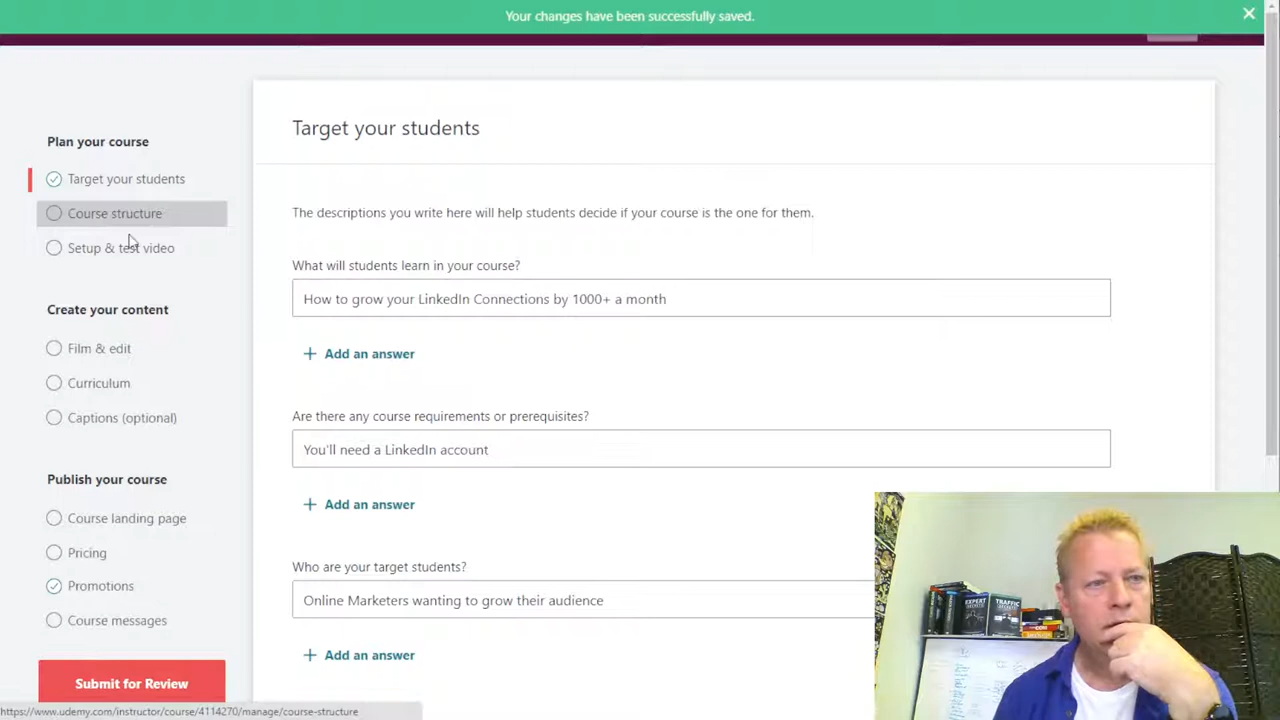 Your changes have been successfully saved.
Plan your course
Target your students
Course structure
Setup & test video
Create your content
Film & edit
Curriculum
Captions (optional)
Publish your course
Course landing page
Pricing
Promotions
Course messages
Submit for Review
Target your students
The descriptions you write here will help students decide if your course is the one for them.
What will students learn in your course?
How to grow your LinkedIn Connections by 1000+ a month
Add an answer
Are there any course requirements or prerequisites?
You'll need a LinkedIn account
Add an answer
Who are your target students?
Online Marketers wanting to grow their audience
Add an answer
EXPERT
SECRETS
TRAFFIC
SECRETS
https://www.udemy.com/instructor/course/4114270/manage/course-structure